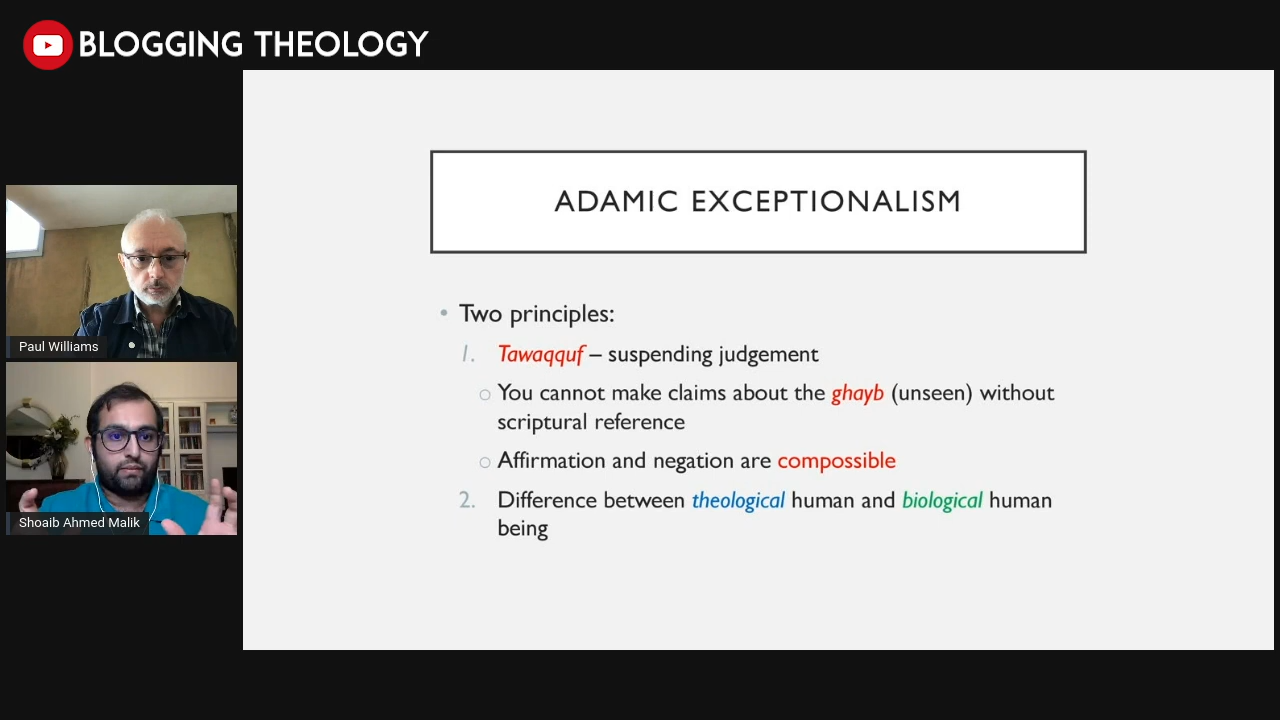 BLOGGING THEOLOGY
Paul Williams
Shoaib Ahmed Malik
ADAMIC EXCEPTIONALISM
• Two principles:
1. Tawaqquf – suspending judgement
○ You cannot make claims about the ghayb (unseen) without
scriptural reference
○ Affirmation and negation are compossible
2. Difference between theological human and biological human
being